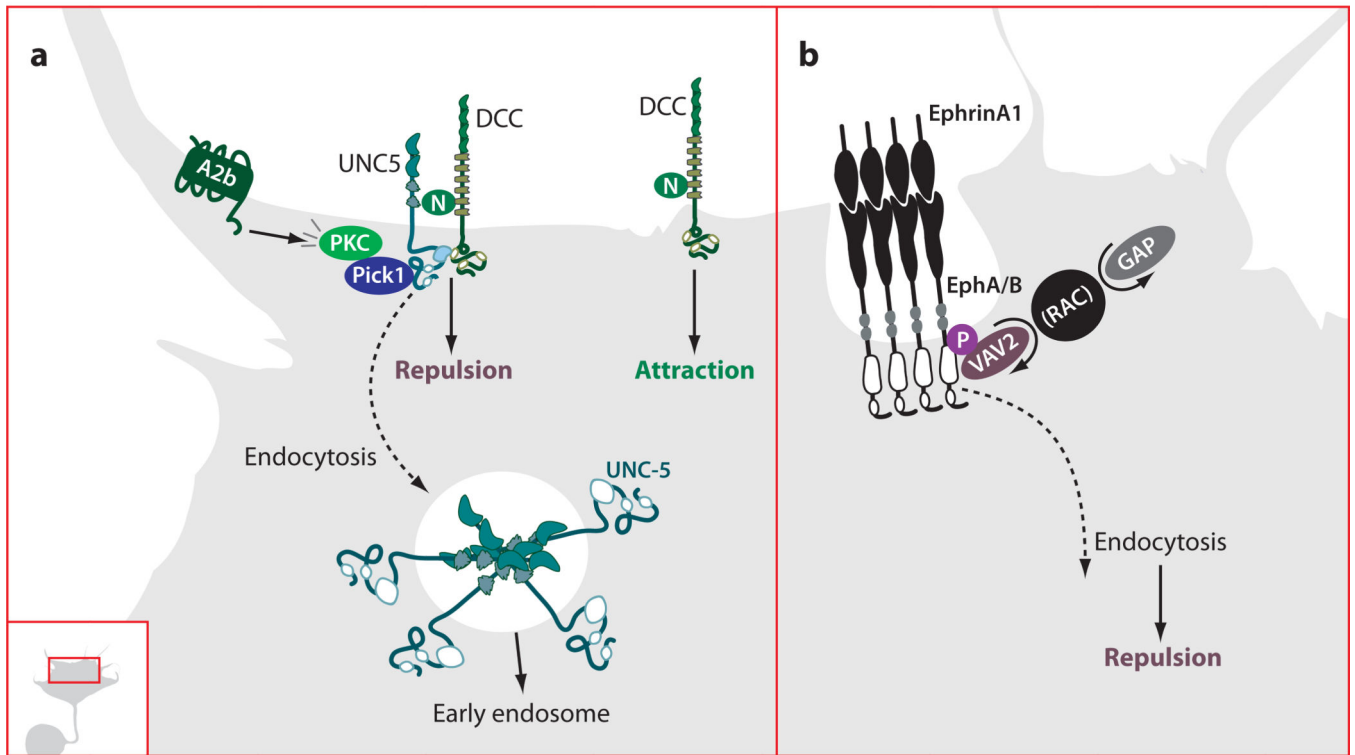 a
A2b
PKC
Pick1
UNC5
N
DCC
DCC
N
Repulsion
Attraction
Endocytosis
UNC-5
Early endosome
b
EphrinA1
EphA/B
P
VAV2
(RAC)
GAP
Endocytosis
Repulsion